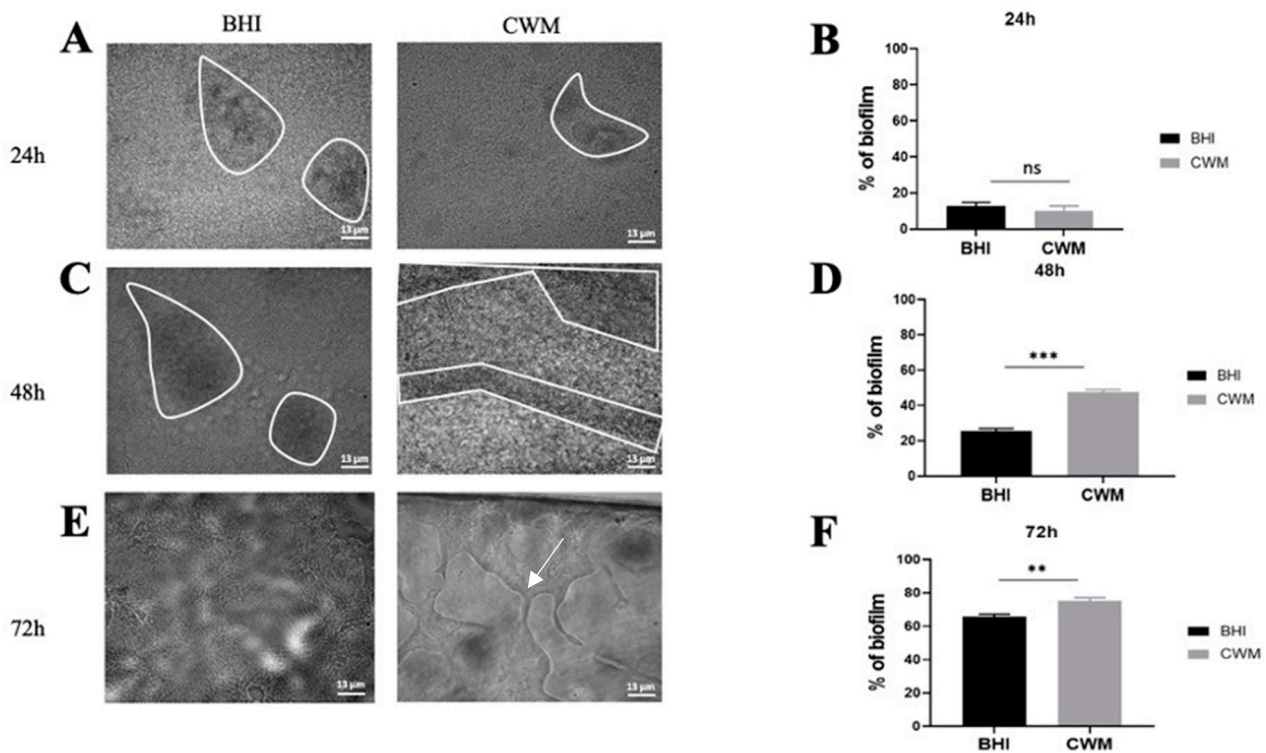 BHI
CWM
A
24h
13 µm
13 µm
B
24h
% of biofilm
100
80
60
40
20
0
ns
BHI
CWM
BHI
CWM
C
48h
13 µm
13 µm
D
48h
% of biofilm
100
80
60
40
20
0
***
BHI
CWM
BHI
CWM
E
72h
13 µm
13 µm
F
72h
% of biofilm
100
80
60
40
20
0
**
BHI
CWM
BHI
CWM